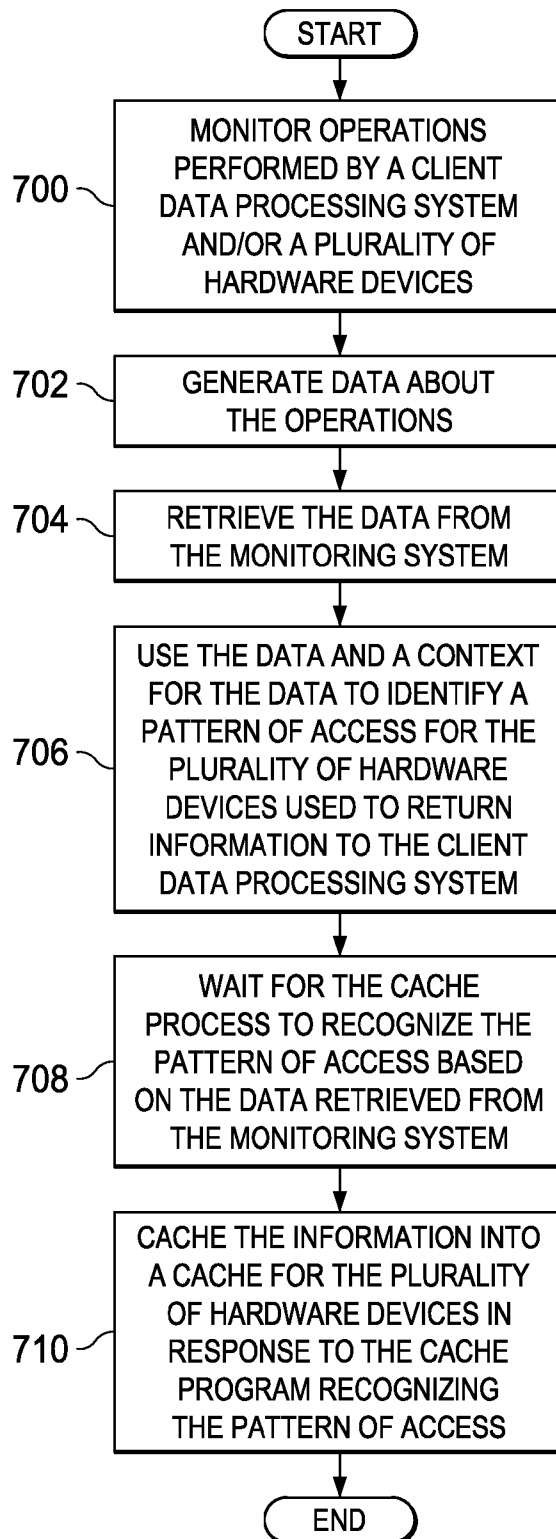 START
700
MONITOR OPERATIONS
PERFORMED BY A CLIENT
DATA PROCESSING SYSTEM
AND/OR A PLURALITY OF
HARDWARE DEVICES
702
GENERATE DATA ABOUT
THE OPERATIONS
704
RETRIEVE THE DATA FROM
THE MONITORING SYSTEM
706
USE THE DATA AND A CONTEXT
FOR THE DATA TO IDENTIFY A
PATTERN OF ACCESS FOR THE
PLURALITY OF HARDWARE
DEVICES USED TO RETURN
INFORMATION TO THE CLIENT
DATA PROCESSING SYSTEM
708
WAIT FOR THE CACHE
PROCESS TO RECOGNIZE THE
PATTERN OF ACCESS BASED
ON THE DATA RETRIEVED FROM
THE MONITORING SYSTEM
710
CACHE THE INFORMATION INTO
A CACHE FOR THE PLURALITY
OF HARDWARE DEVICES IN
RESPONSE TO THE CACHE
PROGRAM RECOGNIZING
THE PATTERN OF ACCESS
END